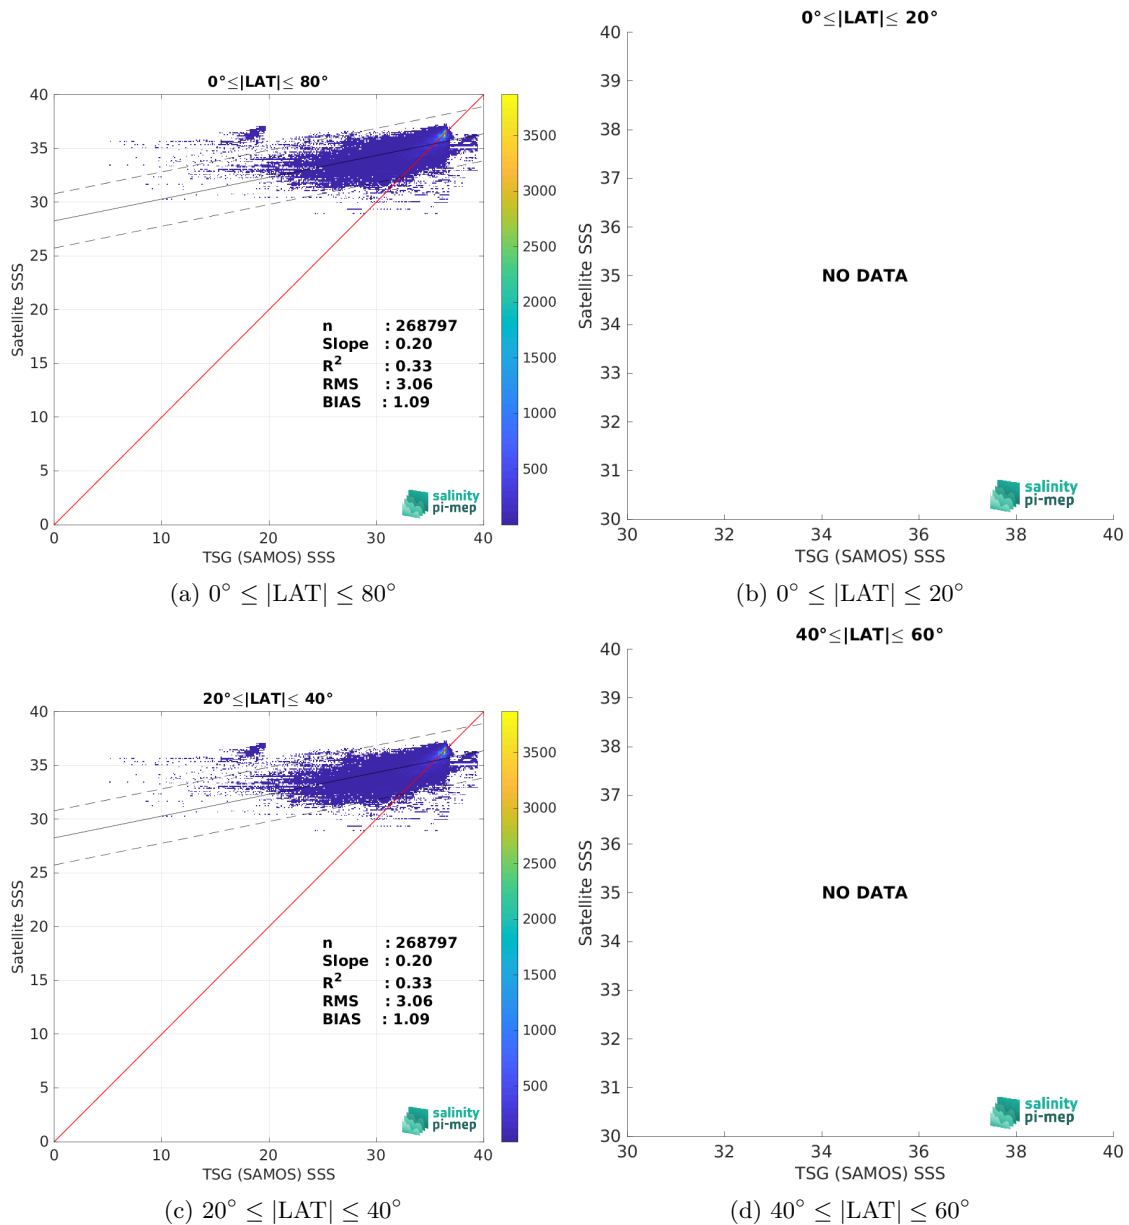 0°≤|LAT|≤ 80°
40
35
30
25
20
15
10
5
0
Satellite SSS
n : 268797
Slope : 0.20
R² : 0.33
RMS : 3.06
BIAS : 1.09
salinity
pi-mep
0 10 20 30 40
TSG (SAMOS) SSS
3500
3000
2500
2000
1500
1000
500
(a) 0° ≤ |LAT| ≤ 80°
0°≤|LAT|≤ 20°
40
39
38
37
36
35
34
33
32
31
30
Satellite SSS
NO DATA
salinity
pi-mep
30 32 34 36 38 40
TSG (SAMOS) SSS
(b) 0° ≤ |LAT| ≤ 20°
20°≤|LAT|≤ 40°
40
35
30
25
20
15
10
5
0
Satellite SSS
n : 268797
Slope : 0.20
R² : 0.33
RMS : 3.06
BIAS : 1.09
salinity
pi-mep
0 10 20 30 40
TSG (SAMOS) SSS
3500
3000
2500
2000
1500
1000
500
(c) 20° ≤ |LAT| ≤ 40°
40°≤|LAT|≤ 60°
40
39
38
37
36
35
34
33
32
31
30
Satellite SSS
NO DATA
salinity
pi-mep
30 32 34 36 38 40
TSG (SAMOS) SSS
(d) 40° ≤ |LAT| ≤ 60°